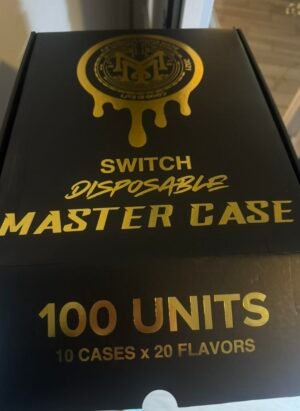 SWITCH
DISPOSABLE
MASTER CASE
100 UNITS
10 CASES x 20 FLAVORS